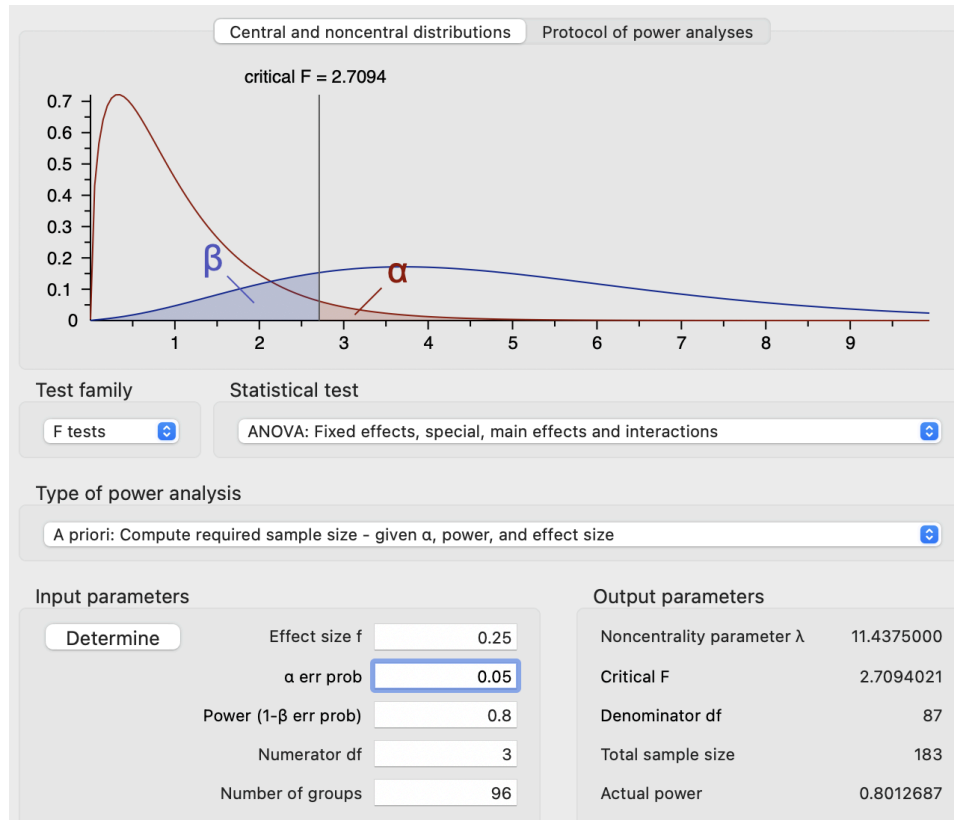 Central and noncentral distributions Protocol of power analyses
critical F = 2.7094
0.7
0.6
0.5
0.4
0.3
0.2
0.1
0
β
α
1 2 3 4 5 6 7 8 9
Test family Statistical test
F tests ANOVA: Fixed effects, special, main effects and interactions
Type of power analysis
A priori: Compute required sample size - given α, power, and effect size
Input parameters Output parameters
Determine Effect size f 0.25 Noncentrality parameter λ 11.4375000
α err prob 0.05 Critical F 2.7094021
Power (1-β err prob) 0.8 Denominator df 87
Numerator df 3 Total sample size 183
Number of groups 96 Actual power 0.8012687